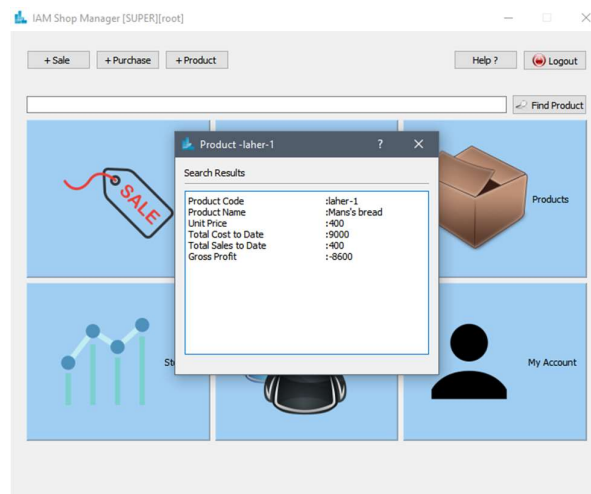 IAM Shop Manager [SUPER][root]
+ Sale + Purchase + Product Help ? Logout
Find Product
Product -laher-1 ?
Search Results
Product Code :laher-1
Product Name :Mans's bread
Unit Price :400
Total Cost to Date :9000
Total Sales to Date :400
Gross Profit :-8600
SALE
Products
St
My Account